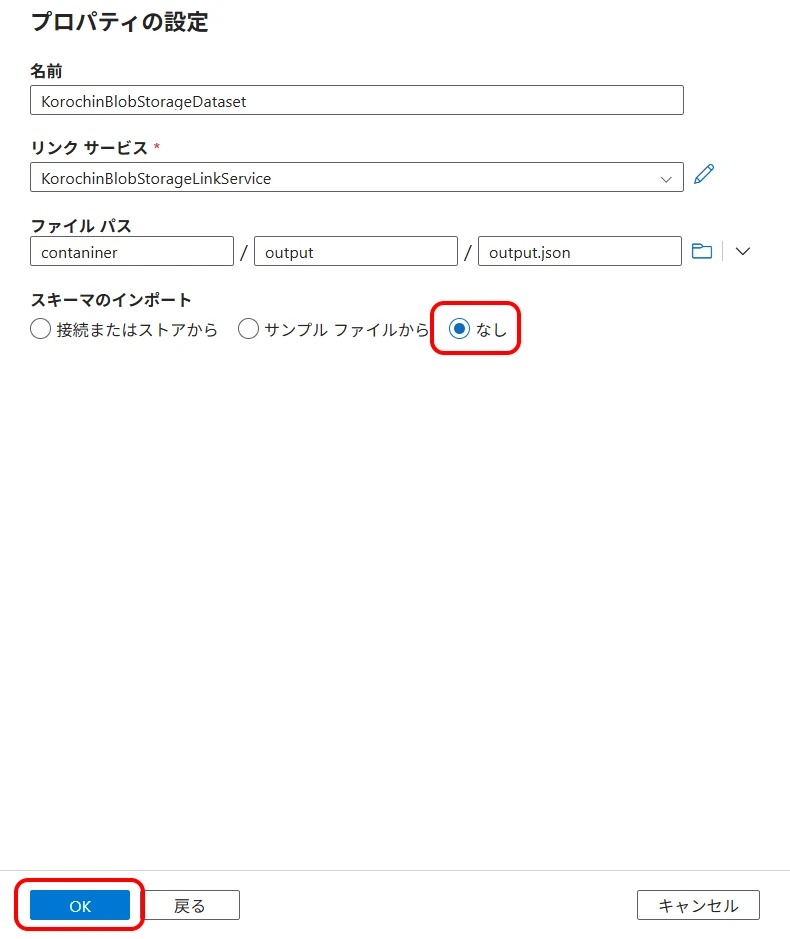 プロパティの設定
名前
KorochinBlobStorageDataset
リンク サービス *
KorochinBlobStorageLinkService
ファイル パス
contaniner / output / output.json
スキーマのインポート
接続またはストアから サンプル ファイルから なし
OK 戻る キャンセル